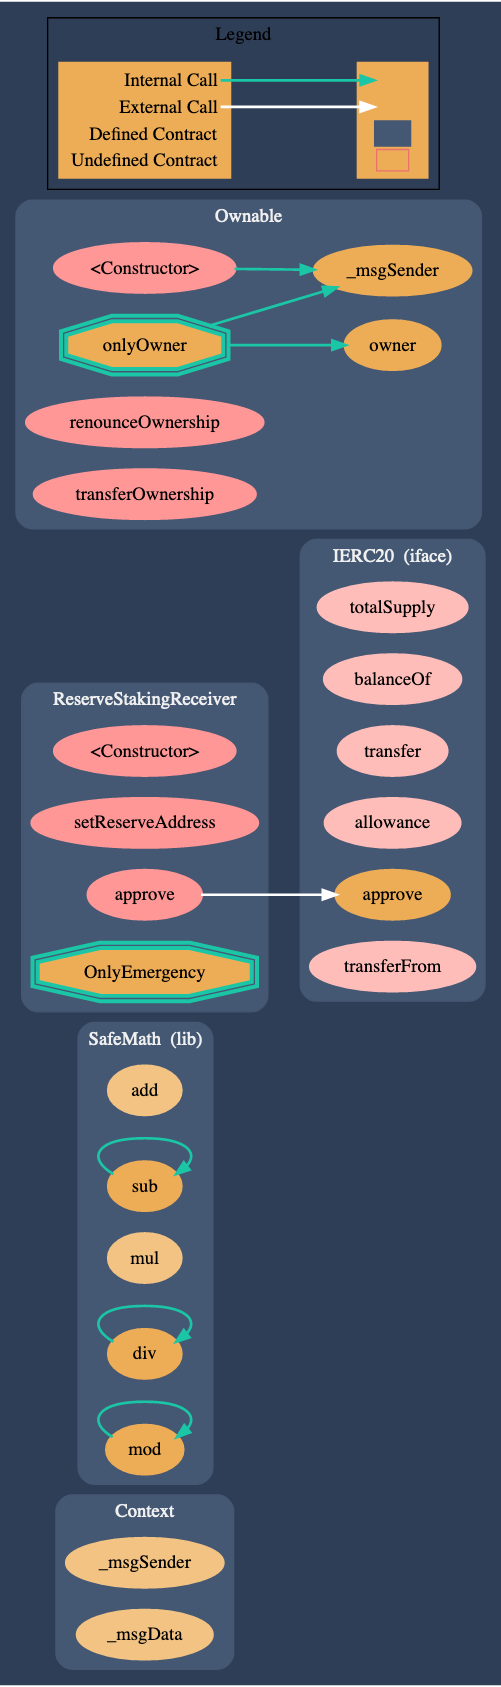 Legend
Internal Call
External Call
Defined Contract
Undefined Contract
Ownable
<Constructor>
_msgSender
onlyOwner
owner
renounceOwnership
transferOwnership
IERC20 (iface)
totalSupply
balanceOf
transfer
allowance
approve
transferFrom
ReserveStakingReceiver
<Constructor>
setReserveAddress
approve
OnlyEmergency
SafeMath (lib)
add
sub
mul
div
mod
Context
_msgSender
_msgData